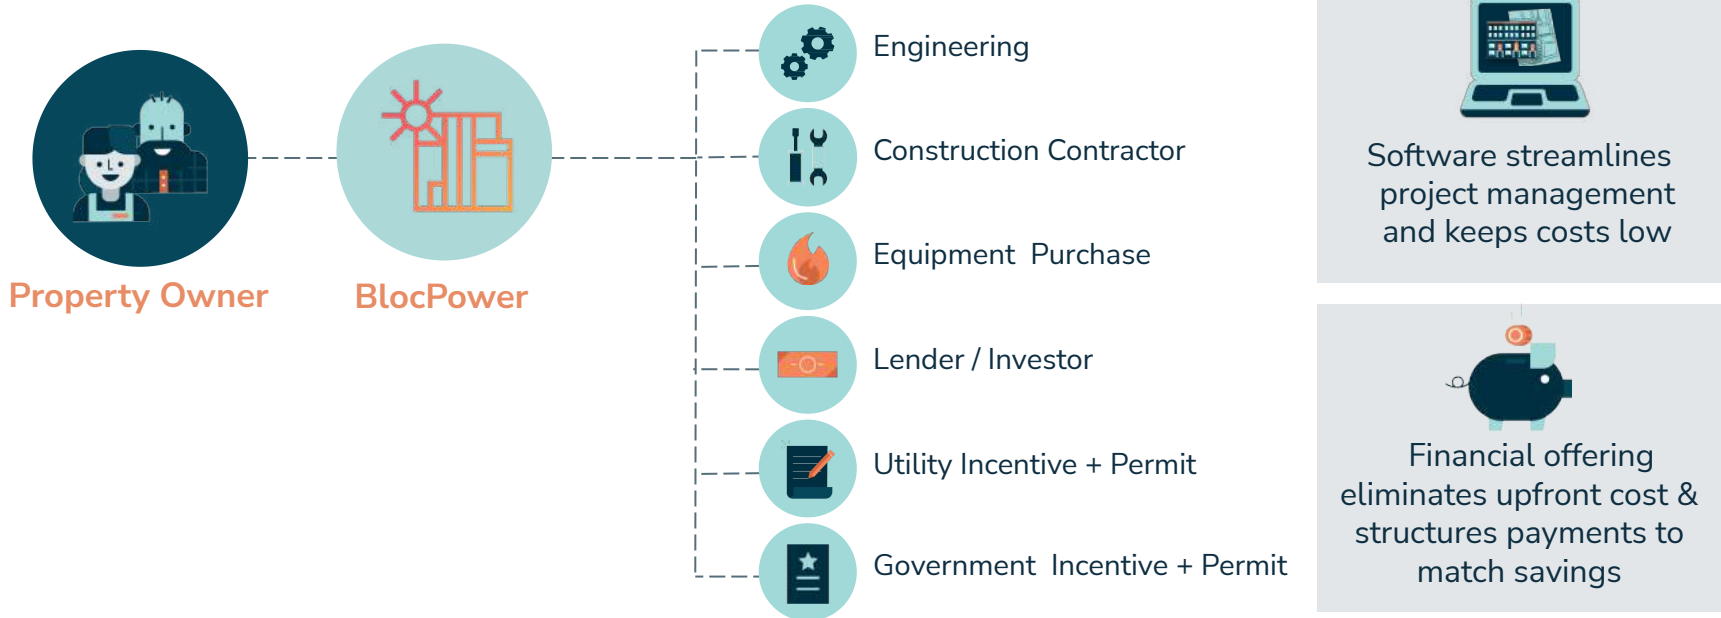 Property Owner
BlocPower
Engineering
Construction Contractor
Equipment Purchase
Lender / Investor
Utility Incentive + Permit
Government Incentive + Permit
Software streamlines
project management
and keeps costs low
Financial offering
eliminates upfront cost &
structures payments to
match savings